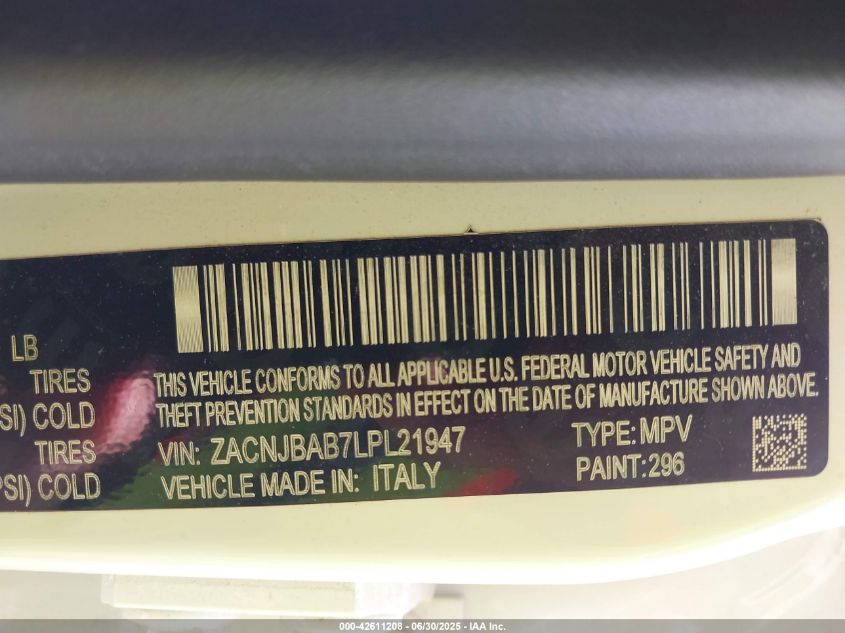 LB
TIRES
SI) COLD
TIRES
PSI) COLD
THIS VEHICLE CONFORMS TO ALL APPLICABLE U.S. FEDERAL MOTOR VEHICLE SAFETY AND
THEFT PREVENTION STANDARDS IN EFFECT ON THE DATE OF MANUFACTURE SHOWN ABOVE.
VIN: ZACNJBAB7LPL21947 TYPE: MPV
VEHICLE MADE IN: ITALY PAINT: 296
000-42611208 - 06/30/2025 - IAA Inc.